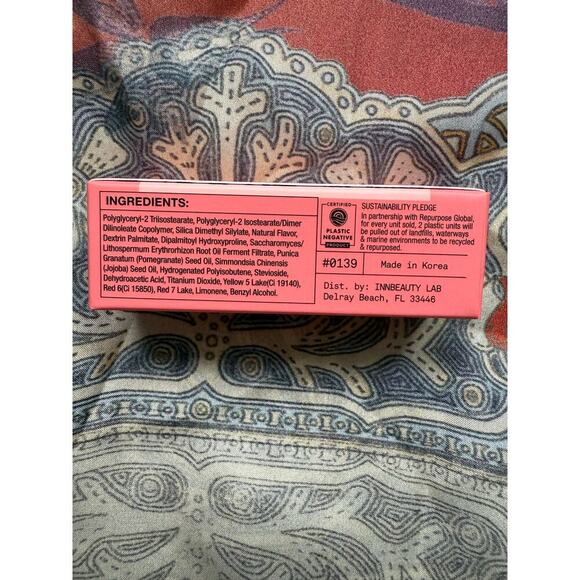 INGREDIENTS:
Polyglyceryl-2 Triisostearate, Polyglyceryl-2 Isostearate/Dimer
Dilinoleate Copolymer, Silica Dimethyl Silylate, Natural Flavor,
Dextrin Palmitate, Dipalmitoyl Hydroxyproline, Saccharomyces/
Lithospermum Erythrorhizon Root Oil Ferment Filtrate, Punica
Granatum (Pomegranate) Seed Oil, Simmondsia Chinensis
(Jojoba) Seed Oil, Hydrogenated Polyisobutene, Stevioside,
Dehydroacetic Acid, Titanium Dioxide, Yellow 5 Lake(Ci 19140),
Red 6(Ci 15850), Red 7 Lake, Limonene, Benzyl Alcohol.
CERTIFIED
PLASTIC
NEGATIVE
PRODUCT
SUSTAINABILITY PLEDGE
In partnership with Repurpose Global,
for every unit sold, 2 plastic units will
be pulled out of landfills, waterways
& marine environments to be recycled
& repurposed.
#0139
Made in Korea
Dist. by: INNBEAUTY LAB
Delray Beach, FL 33446